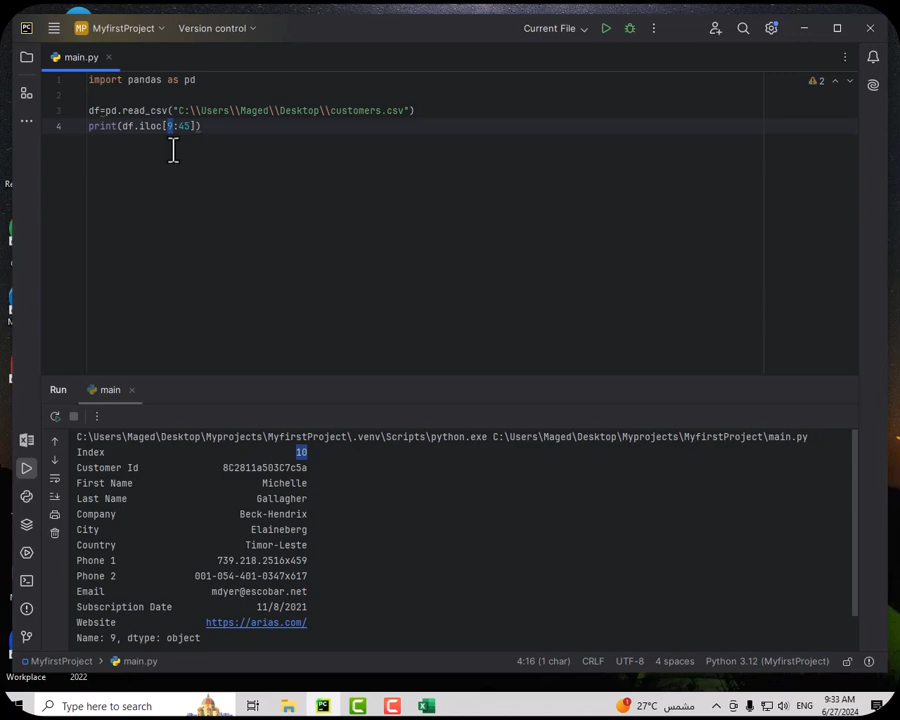 PC
MP MyfirstProject
Version control
Current File
main.py
1 import pandas as pd
2
3 df=pd.read_csv("C:\\Users\\Maged\\Desktop\\customers.csv")
4 print(df.iloc[9:45])
2
Run main
C:\Users\Maged\Desktop\Myprojects\MyfirstProject\.venv\Scripts\python.exe C:\Users\Maged\Desktop\Myprojects\MyfirstProject\main.py
Index 10
Customer Id 8C2811a503C7c5a
First Name Michelle
Last Name Gallagher
Company Beck-Hendrix
City Elaineberg
Country Timor-Leste
Phone 1 739.218.2516x459
Phone 2 001-054-401-0347x617
Email mdyer@escobar.net
Subscription Date 11/8/2021
Website https://arias.com/
Name: 9, dtype: object
MyfirstProject > main.py
4:16 (1 char) CRLF UTF-8 4 spaces Python 3.12 (MyfirstProject)
Workplace 2022
Type here to search
27°C مشمس
ENG
9:33 AM
6/27/2024